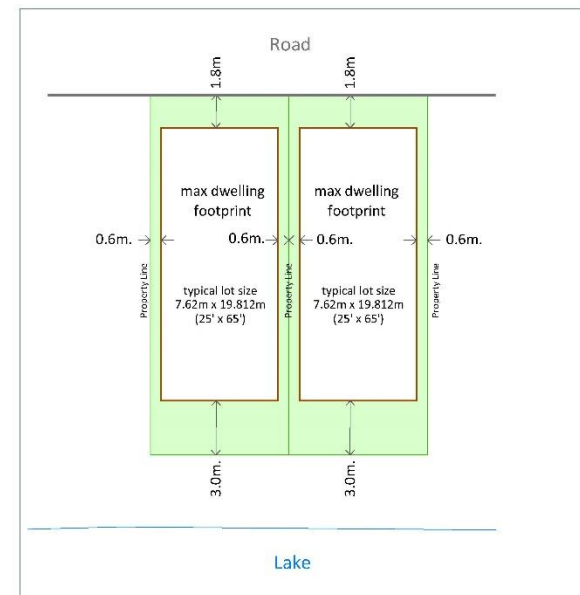 Road
1.8m
1.8m
max dwelling
footprint
max dwelling
footprint
0.6m.
0.6m.
0.6m.
0.6m.
Property Line
Property Line
Property Line
typical lot size
7.62m x 19.812m
(25' x 65')
typical lot size
7.62m x 19.812m
(25' x 65')
3.0m.
3.0m.
Lake